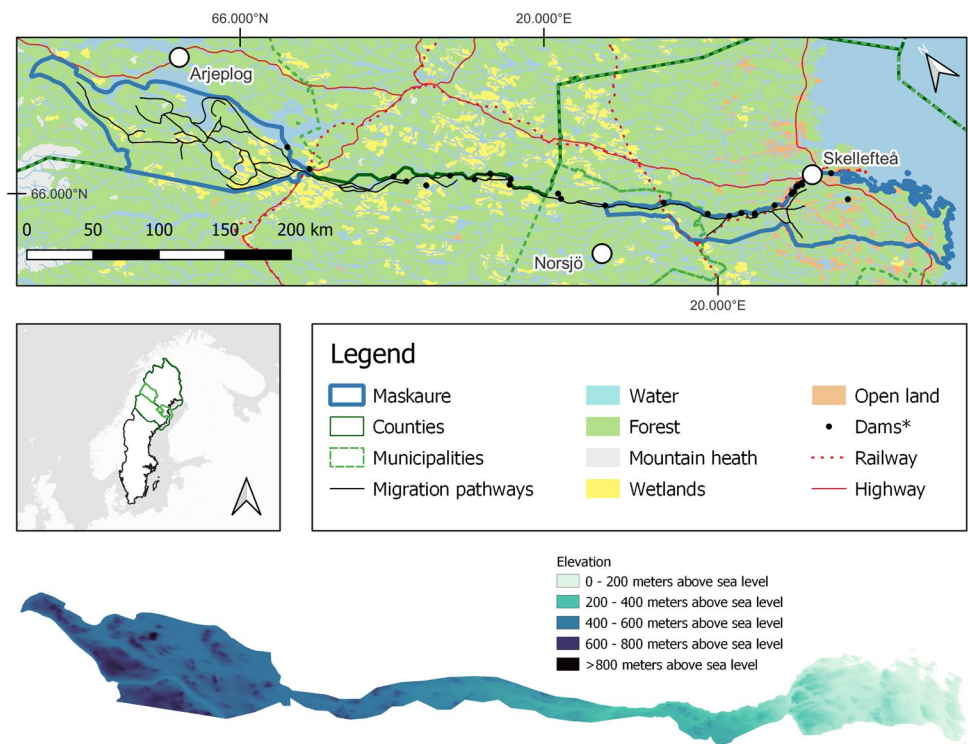 66.000°N
20.000°E
N
Arjeplog
Skellefteå
66.000°N
0 50 100 150 200 km
Norsjö
20.000°E
Legend
Maskaure
Counties
Municipalities
Migration pathways
Water
Forest
Mountain heath
Wetlands
Open land
Dams*
Railway
Highway
Elevation
0 - 200 meters above sea level
200 - 400 meters above sea level
400 - 600 meters above sea level
600 - 800 meters above sea level
>800 meters above sea level